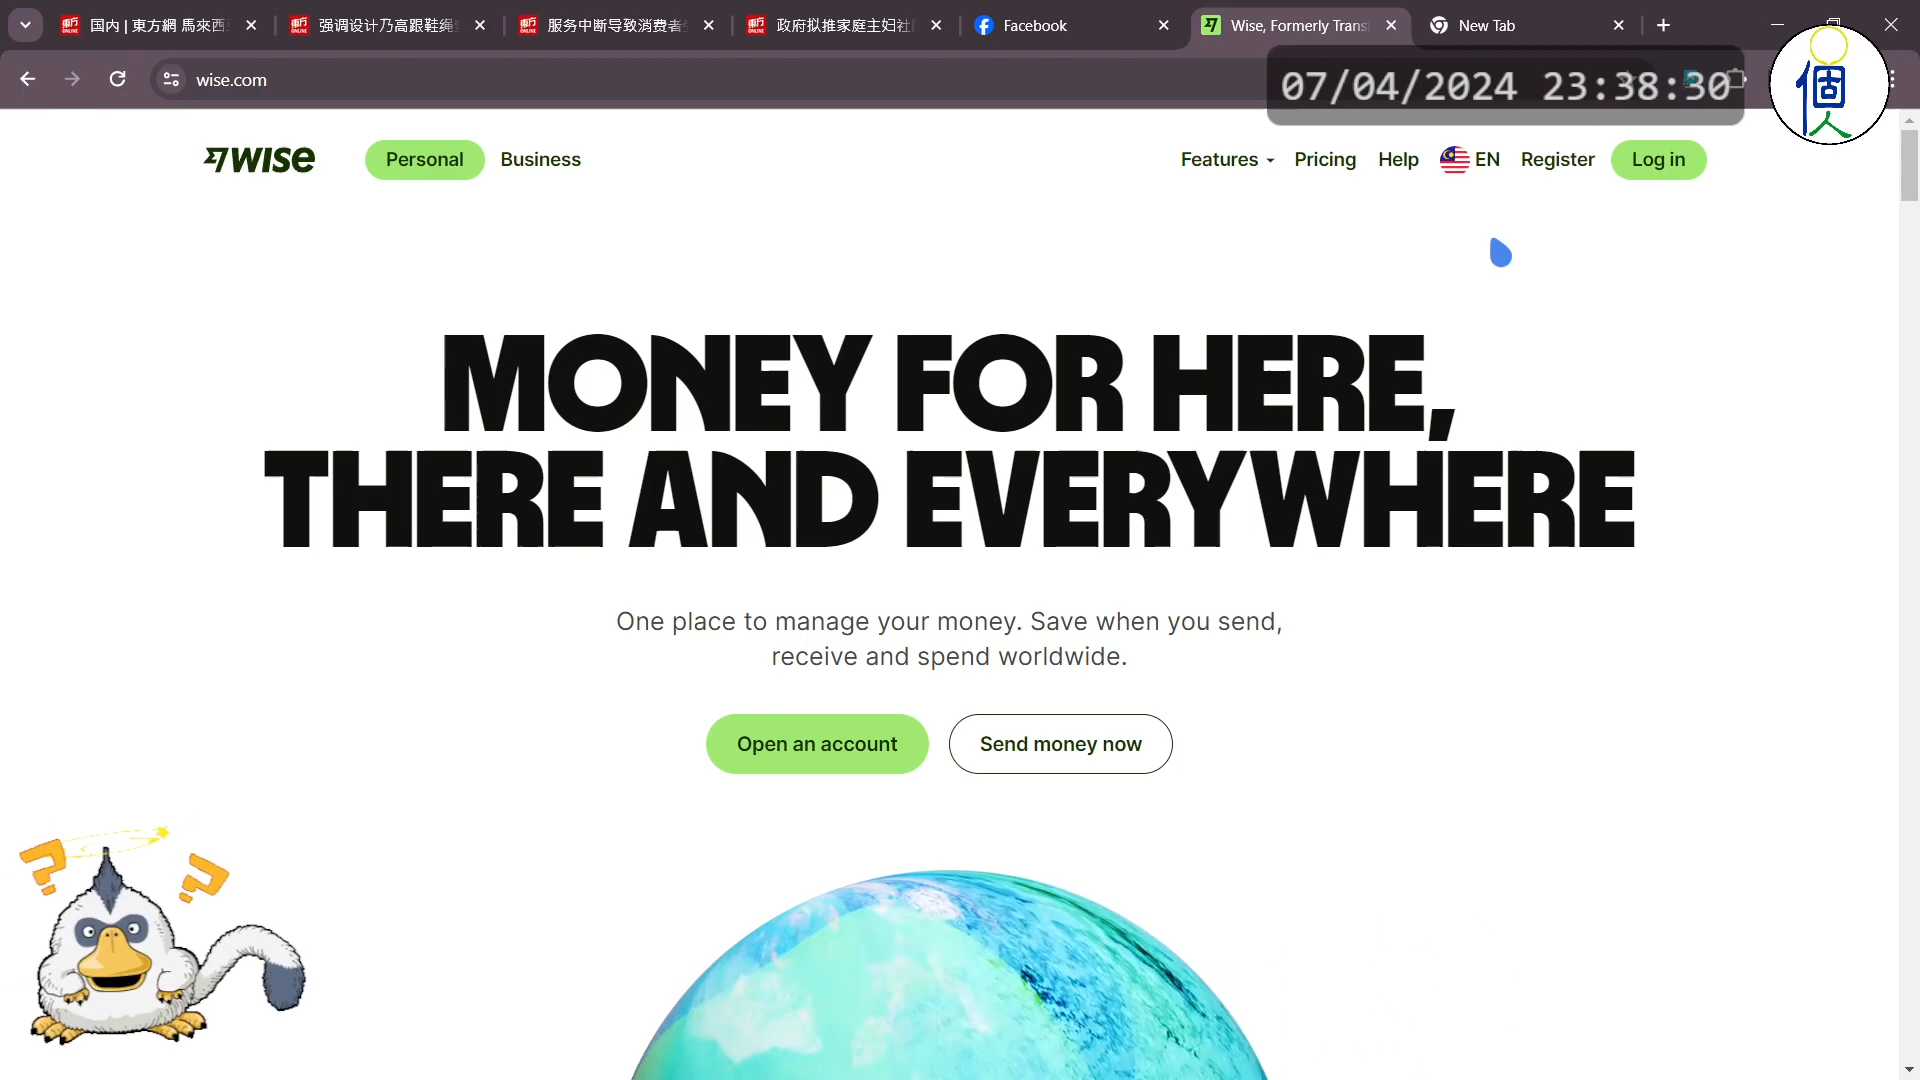 国内 | 東方網 馬來西
强调设计乃高跟鞋绳
服务中断导致消费者
政府拟推家庭主妇社
Facebook
Wise, Formerly Trans
New Tab
wise.com
07/04/2024 23:38:30
個人
WISE
Personal
Business
Features
Pricing
Help
EN
Register
Log in
MONEY FOR HERE,
THERE AND EVERYWHERE
One place to manage your money. Save when you send,
receive and spend worldwide.
Open an account
Send money now
? ?